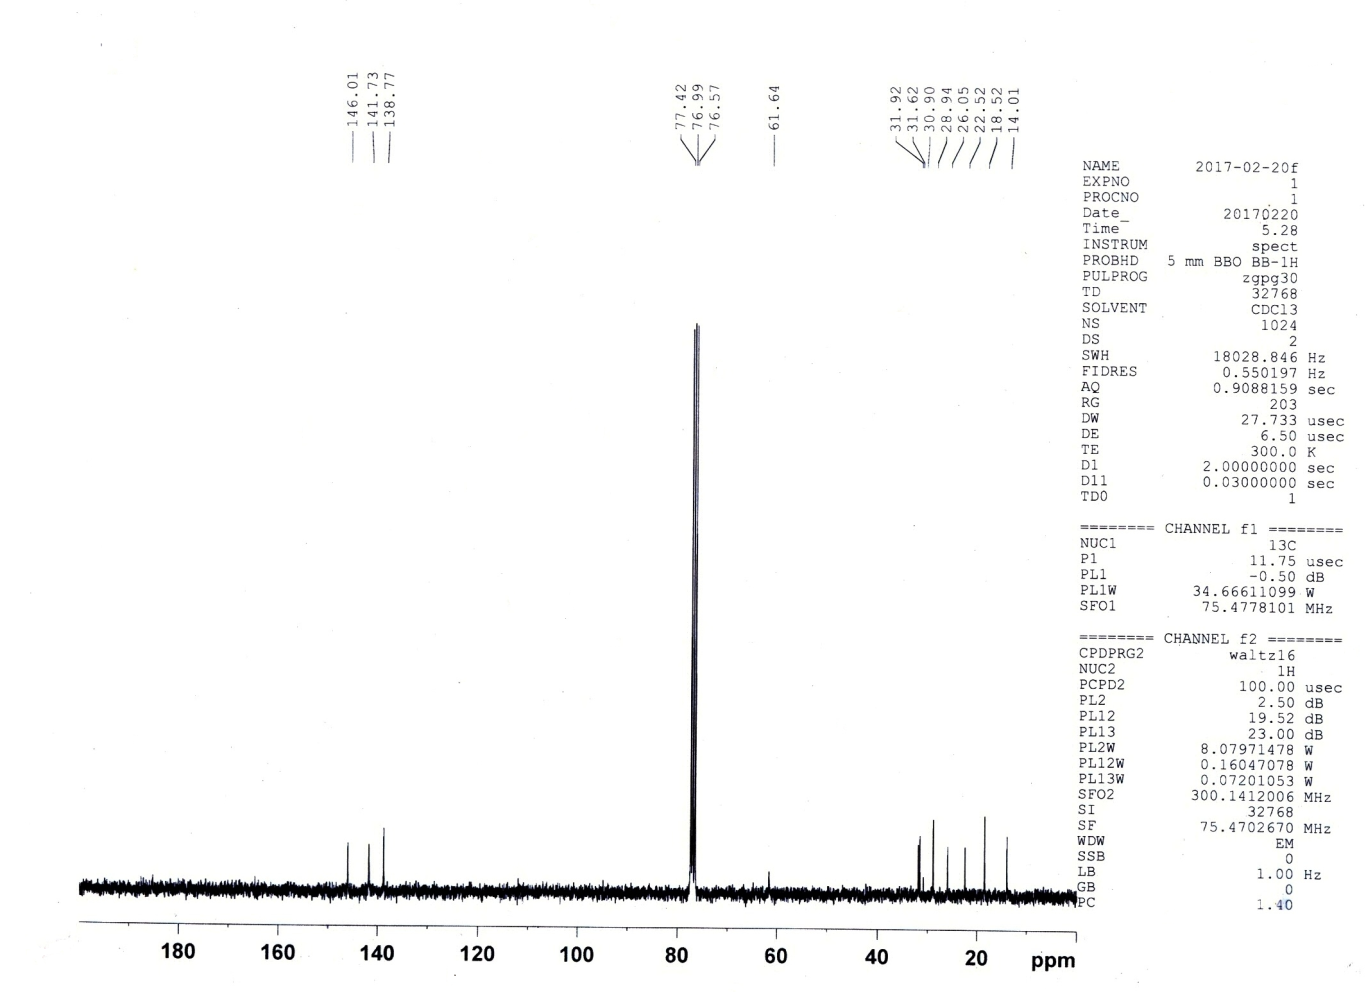 146.01
141.73
138.77
77.42
76.99
76.57
61.64
31.92
31.62
30.90
28.94
26.05
22.52
18.52
14.01
NAME 2017-02-20f
EXPNO 1
PROCNO 1
Date_ 20170220
Time 5.28
INSTRUM spect
PROBHD 5 mm BBO BB-1H
PULPROG zgpg30
TD 32768
SOLVENT CDCl3
NS 1024
DS 2
SWH 18028.846 Hz
FIDRES 0.550197 Hz
AQ 0.9088159 sec
RG 203
DW 27.733 usec
DE 6.50 usec
TE 300.0 K
D1 2.00000000 sec
D11 0.03000000 sec
TD0 1
======== CHANNEL f1 ========
NUC1 13C
P1 11.75 usec
PL1 -0.50 dB
PL1W 34.66611099 W
SFO1 75.4778101 MHz
======== CHANNEL f2 ========
CPDPRG2 waltz16
NUC2 1H
PCPD2 100.00 usec
PL2 2.50 dB
PL12 19.52 dB
PL13 23.00 dB
PL2W 8.07971478 W
PL12W 0.16047078 W
PL13W 0.07201053 W
SFO2 300.1412006 MHz
SI 32768
SF 75.4702670 MHz
WDW EM
SSB 0
LB 1.00 Hz
GB 0
PC 1.40
180 160 140 120 100 80 60 40 20 ppm